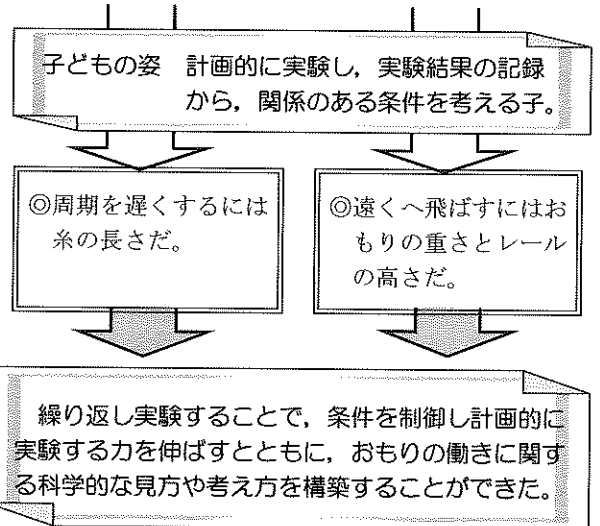 子どもの姿　計画的に実験し，実験結果の記録
から，関係のある条件を考える子。
◎周期を遅くするには
糸の長さだ。
◎遠くへ飛ばすにはお
もりの重さとレール
の高さだ。
繰り返し実験することで，条件を制御し計画的に
実験する力を伸ばすとともに，おもりの働きに関す
る科学的な見方や考え方を構築することができた。